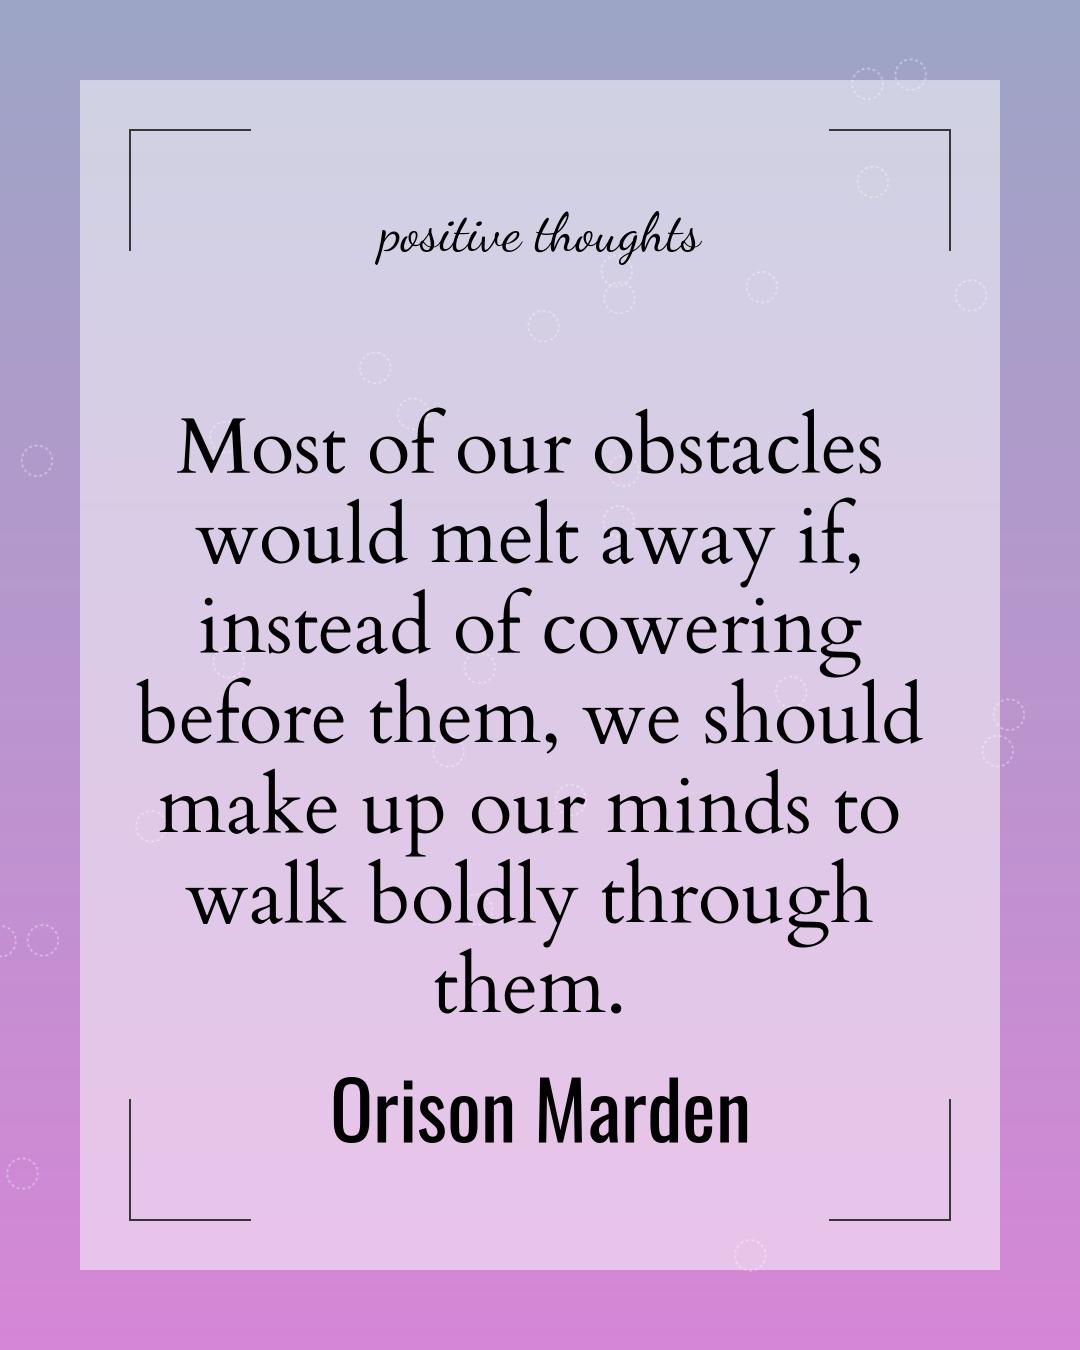 positive thoughts
Most of our obstacles
would melt away if,
instead of cowering
before them, we should
make up our minds to
walk boldly through
them.
Orison Marden